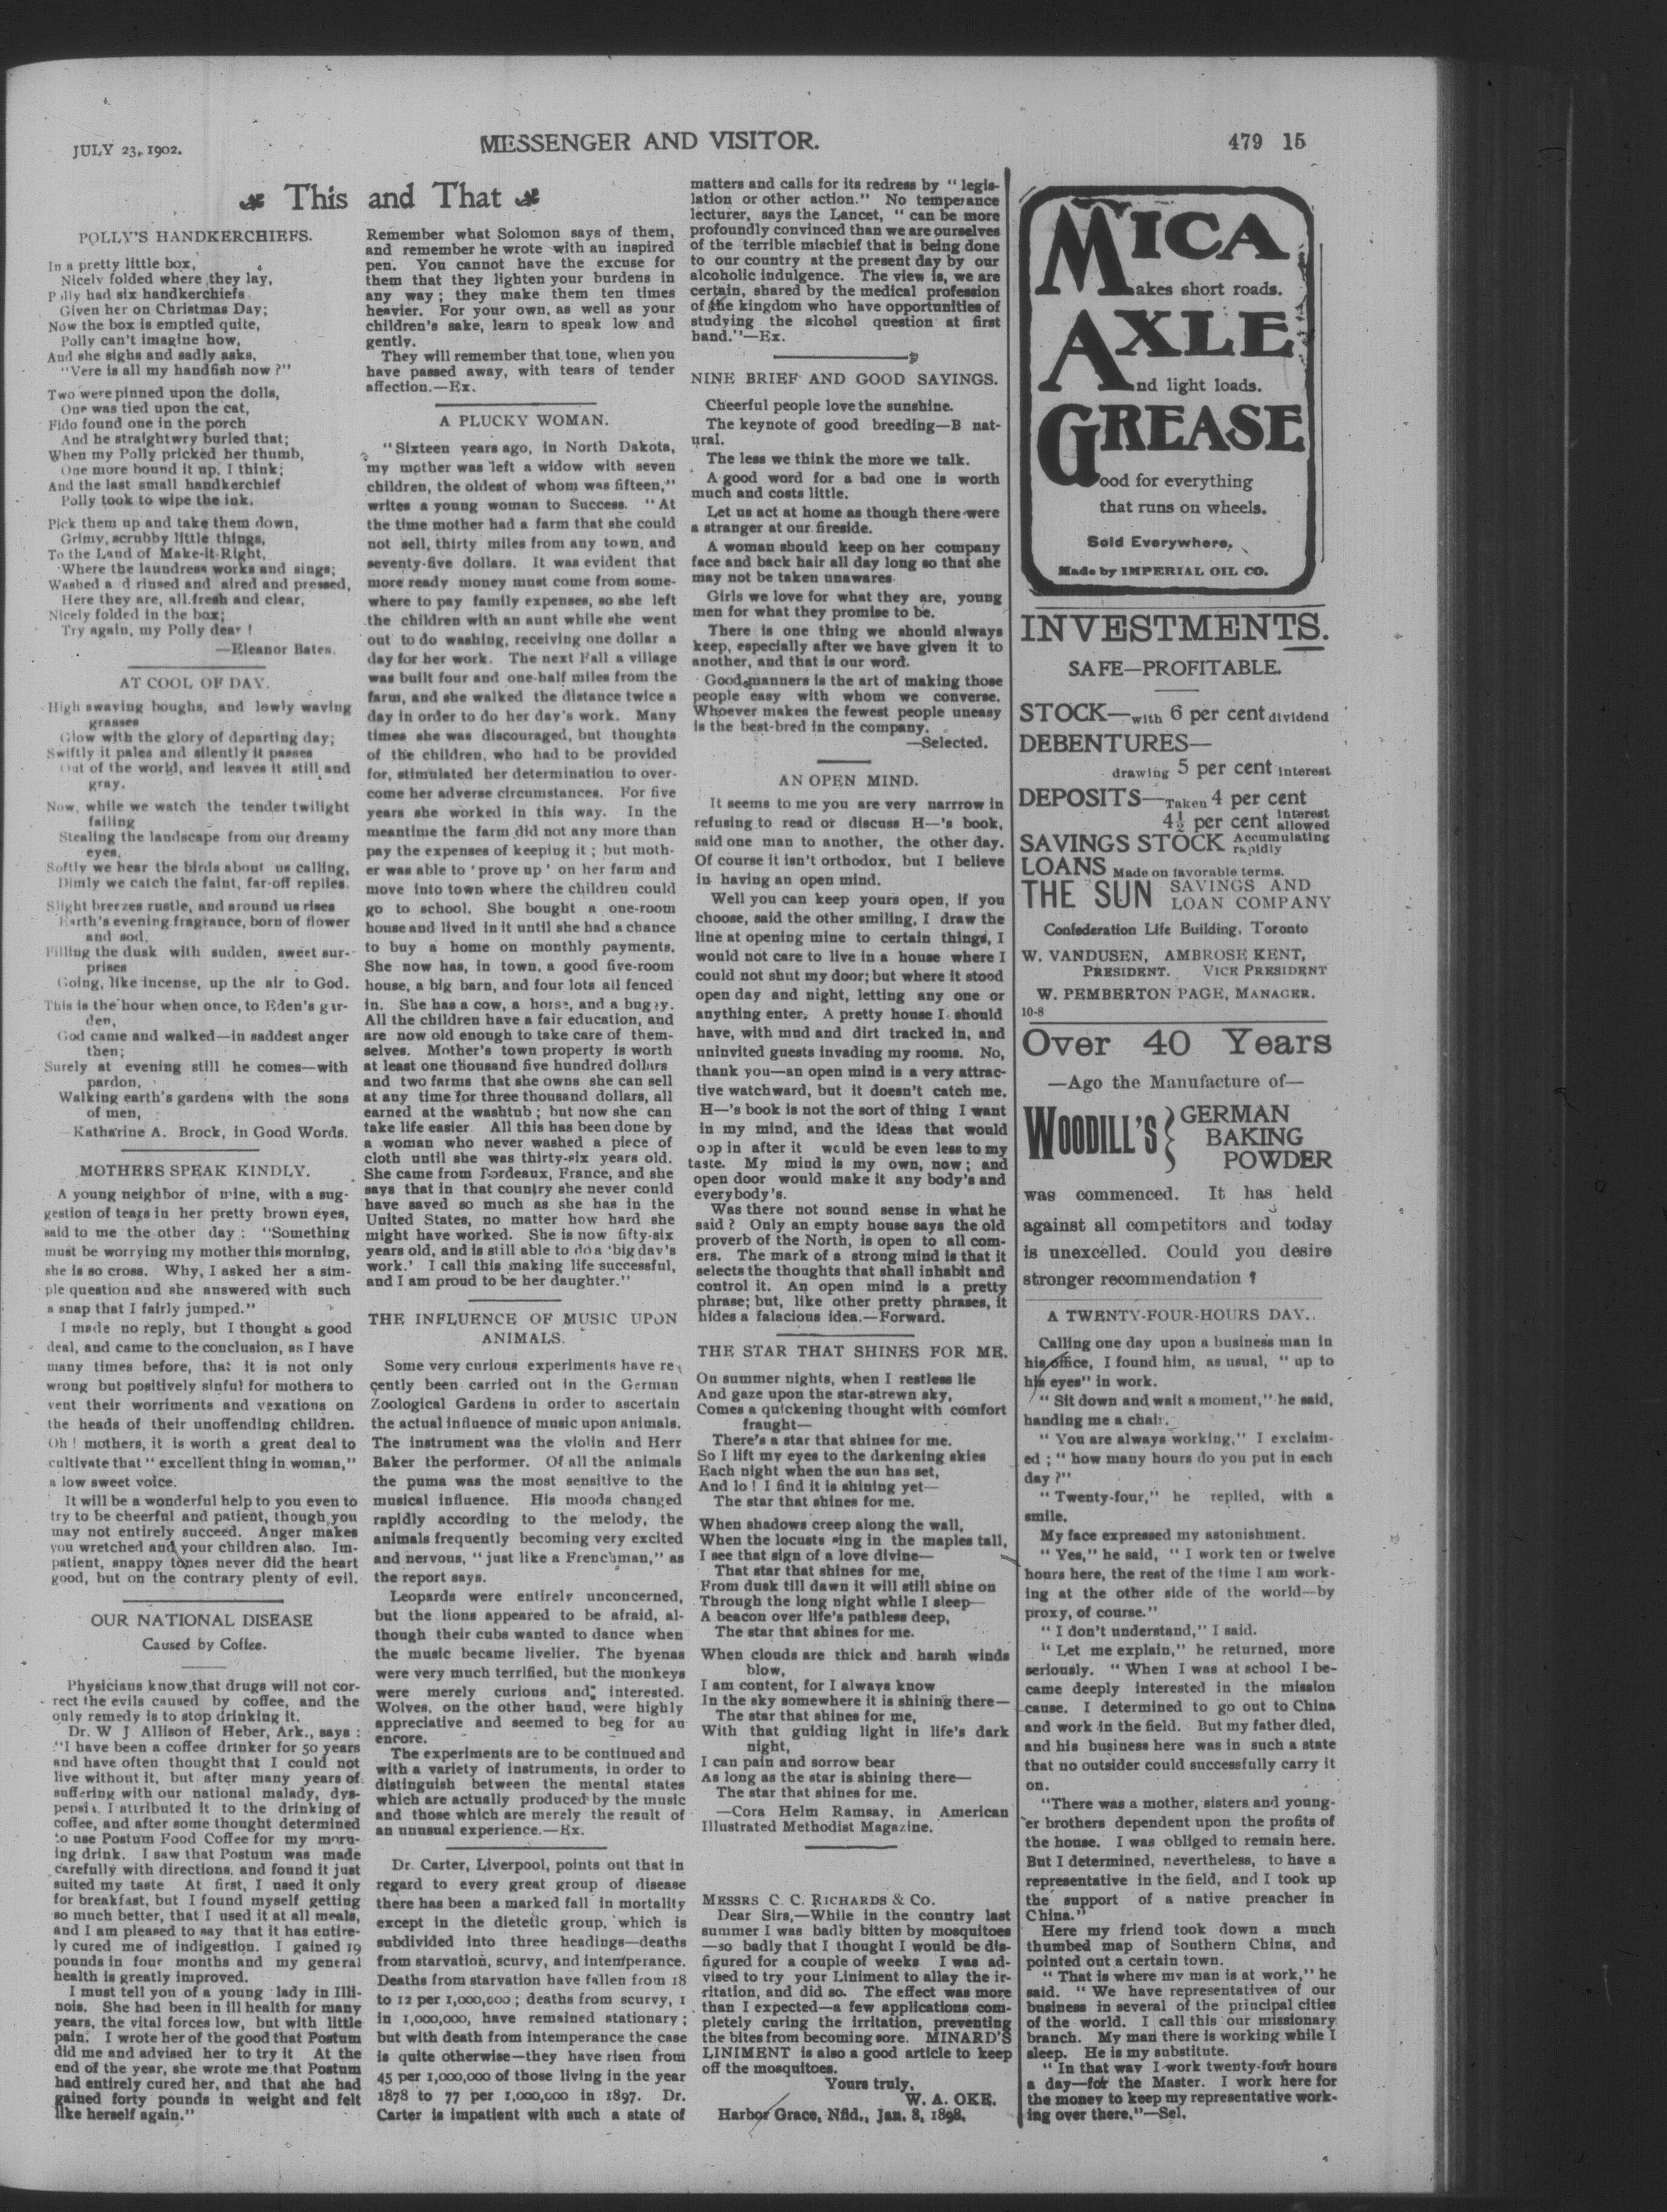 JULY 23, 1902.
MESSENGER AND VISITOR.
479 15
This and That
POLLY'S HANDKERCHIEFS.
In a pretty little box,
Nicely folded where they lay,
Polly had six handkerchiefs
Given her on Christmas Day;
Now the box is emptied quite,
Polly can't imagine how,
And she sighs and sadly asks,
"Vere is all my handfish now ?"
Two were pinned upon the dolls,
One was tied upon the cat,
Fido found one in the porch
And he straightwry buried that;
When my Polly pricked her thumb,
One more bound it up, I think;
And the last small handkerchief
Polly took to wipe the ink.
Pick them up and take them down,
Grimy, scrubby little things,
To the Land of Make-it-Right,
Where the laundress works and sings;
Washed a d rinsed and aired and pressed,
Here they are, all fresh and clear,
Nicely folded in the box;
Try again, my Polly dear !
—Eleanor Bates.
AT COOL OF DAY.
High swaying boughs, and lowly waving
grasses
Glow with the glory of departing day;
Swiftly it pales and silently it passes
Out of the world, and leaves it still and
gray.
Now, while we watch the tender twilight
failing
Stealing the landscape from our dreamy
eyes,
Softly we hear the birds about us calling,
Dimly we catch the faint, far-off replies.
Slight breezes rustle, and around us rises
Earth's evening fragrance, born of flower
and sod,
Filling the dusk with sudden, sweet sur-
prises
Going, like incense, up the air to God.
This is the hour when once, to Eden's gar-
den,
God came and walked—in saddest anger
then;
Surely at evening still he comes—with
pardon,
Walking earth's gardens with the sons
of men,
—Katharine A. Brock, in Good Words.
MOTHERS SPEAK KINDLY.
A young neighbor of mine, with a sug-
gestion of tears in her pretty brown eyes,
said to me the other day : "Something
must be worrying my mother this morning,
she is so cross. Why, I asked her a sim-
ple question and she answered with such
a snap that I fairly jumped."
I made no reply, but I thought a good
deal, and came to the conclusion, as I have
many times before, that it is not only
wrong but positively sinful for mothers to
vent their worriments and vexations on
the heads of their unoffending children.
Oh ! mothers, it is worth a great deal to
cultivate that " excellent thing in woman,"
a low sweet voice.
It will be a wonderful help to you even to
try to be cheerful and patient, though you
may not entirely succeed. Anger makes
you wretched and your children also. Im-
patient, snappy tones never did the heart
good, but on the contrary plenty of evil.
OUR NATIONAL DISEASE
Caused by Coffee.
Physicians know that drugs will not cor-
rect the evils caused by coffee, and the
only remedy is to stop drinking it.
Dr. W J Allison of Heber, Ark., says :
"I have been a coffee drinker for 50 years
and have often thought that I could not
live without it, but after many years of
suffering with our national malady, dys-
pepsia, I attributed it to the drinking of
coffee, and after some thought determined
to use Postum Food Coffee for my morn-
ing drink. I saw that Postum was made
carefully with directions, and found it just
suited my taste At first, I used it only
for breakfast, but I found myself getting
so much better, that I used it at all meals,
and I am pleased to say that it has entire-
ly cured me of indigestion. I gained 19
pounds in four months and my general
health is greatly improved.
I must tell you of a young lady in Illi-
nois. She had been in ill health for many
years, the vital forces low, but with little
pain. I wrote her of the good that Postum
did me and advised her to try it At the
end of the year, she wrote me that Postum
had entirely cured her, and that she had
gained forty pounds in weight and felt
like herself again."
Remember what Solomon says of them,
and remember he wrote with an inspired
pen. You cannot have the excuse for
them that they lighten your burdens in
any way ; they make them ten times
heavier. For your own, as well as your
children's sake, learn to speak low and
gently.
They will remember that tone, when you
have passed away, with tears of tender
affection.—Ex.
A PLUCKY WOMAN.
"Sixteen years ago, in North Dakota,
my mother was left a widow with seven
children, the oldest of whom was fifteen,"
writes a young woman to Success. "At
the time mother had a farm that she could
not sell, thirty miles from any town, and
seventy-five dollars. It was evident that
more ready money must come from some-
where to pay family expenses, so she left
the children with an aunt while she went
out to do washing, receiving one dollar a
day for her work. The next Fall a village
was built four and one-half miles from the
farm, and she walked the distance twice a
day in order to do her day's work. Many
times she was discouraged, but thoughts
of the children, who had to be provided
for, stimulated her determination to over-
come her adverse circumstances. For five
years she worked in this way. In the
meantime the farm did not any more than
pay the expenses of keeping it ; but moth-
er was able to 'prove up' on her farm and
move into town where the children could
go to school. She bought a one-room
house and lived in it until she had a chance
to buy a home on monthly payments.
She now has, in town, a good five-room
house, a big barn, and four lots all fenced
in. She has a cow, a horse, and a buggy.
All the children have a fair education, and
are now old enough to take care of them-
selves. Mother's town property is worth
at least one thousand five hundred dollars
and two farms that she owns she can sell
at any time for three thousand dollars, all
earned at the washtub ; but now she can
take life easier. All this has been done by
a woman who never washed a piece of
cloth until she was thirty-six years old.
She came from Bordeaux, France, and she
says that in that country she never could
have saved so much as she has in the
United States, no matter how hard she
might have worked. She is now fifty-six
years old, and is still able to do a 'big day's
work.' I call this making life successful,
and I am proud to be her daughter."
THE INFLUENCE OF MUSIC UPON
ANIMALS.
Some very curious experiments have re
cently been carried out in the German
Zoological Gardens in order to ascertain
the actual influence of music upon animals.
The instrument was the violin and Herr
Baker the performer. Of all the animals
the puma was the most sensitive to the
musical influence. His moods changed
rapidly according to the melody, the
animals frequently becoming very excited
and nervous, "just like a Frenchman," as
the report says.
Leopards were entirely unconcerned,
but the lions appeared to be afraid, al-
though their cubs wanted to dance when
the music became livelier. The hyenas
were very much terrified, but the monkeys
were merely curious and interested.
Wolves, on the other hand, were highly
appreciative and seemed to beg for an
encore.
The experiments are to be continued and
with a variety of instruments, in order to
distinguish between the mental states
which are actually produced by the music
and those which are merely the result of
an unusual experience.—Ex.
Dr. Carter, Liverpool, points out that in
regard to every great group of disease
there has been a marked fall in mortality
except in the dietetic group, which is
subdivided into three headings—deaths
from starvation, scurvy, and intemperance.
Deaths from starvation have fallen from 18
to 12 per 1,000,000 ; deaths from scurvy, 1
in 1,000,000, have remained stationary ;
but with death from intemperance the case
is quite otherwise—they have risen from
45 per 1,000,000 of those living in the year
1878 to 77 per 1,000,000 in 1897. Dr.
Carter is impatient with such a state of
matters and calls for its redress by "legis-
lation or other action." No temperance
lecturer, says the Lancet, "can be more
profoundly convinced than we are ourselves
of the terrible mischief that is being done
to our country at the present day by our
alcoholic indulgence. The view is, we are
certain, shared by the medical profession
of the kingdom who have opportunities of
studying the alcohol question at first
hand."—Ex.
NINE BRIEF AND GOOD SAYINGS.
Cheerful people love the sunshine.
The keynote of good breeding—B nat-
ural.
The less we think the more we talk.
A good word for a bad one is worth
much and costs little.
Let us act at home as though there were
a stranger at our fireside.
A woman should keep on her company
face and back hair all day long so that she
may not be taken unawares.
Girls we love for what they are, young
men for what they promise to be.
There is one thing we should always
keep, especially after we have given it to
another, and that is our word.
Good manners is the art of making those
people easy with whom we converse.
Whoever makes the fewest people uneasy
is the best-bred in the company.
—Selected.
AN OPEN MIND.
It seems to me you are very narrrow in
refusing to read or discuss H—'s book,
said one man to another, the other day.
Of course it isn't orthodox, but I believe
in having an open mind.
Well you can keep yours open, if you
choose, said the other smiling, I draw the
line at opening mine to certain things, I
would not care to live in a house where I
could not shut my door; but where it stood
open day and night, letting any one or
anything enter. A pretty house I should
have, with mud and dirt tracked in, and
uninvited guests invading my rooms. No,
thank you—an open mind is a very attrac-
tive watchward, but it doesn't catch me.
H—'s book is not the sort of thing I want
in my mind, and the ideas that would
oop in after it would be even less to my
taste. My mind is my own, now ; and
open door would make it any body's and
everybody's.
Was there not sound sense in what he
said ? Only an empty house says the old
proverb of the North, is open to all com-
ers. The mark of a strong mind is that it
selects the thoughts that shall inhabit and
control it. An open mind is a pretty
phrase; but, like other pretty phrases, it
hides a falacious idea.—Forward.
THE STAR THAT SHINES FOR ME.
On summer nights, when I restless lie
And gaze upon the star-strewn sky,
Comes a quickening thought with comfort
fraught—
There's a star that shines for me.
So I lift my eyes to the darkening skies
Each night when the sun has set,
And lo ! I find it is shining yet—
The star that shines for me.
When shadows creep along the wall,
When the locusts sing in the maples tall,
I see that sign of a love divine—
That star that shines for me,
From dusk till dawn it will still shine on
Through the long night while I sleep—
A beacon over life's pathless deep,
The star that shines for me.
When clouds are thick and harsh winds
blow,
I am content, for I always know
In the sky somewhere it is shining there—
The star that shines for me,
With that guiding light in life's dark
night,
I can pain and sorrow bear
As long as the star is shining there—
The star that shines for me.
—Cora Helm Ramsay, in American
Illustrated Methodist Magazine.
MESSRS C. C. RICHARDS & CO.
Dear Sirs,—While in the country last
summer I was badly bitten by mosquitoes
—so badly that I thought I would be dis-
figured for a couple of weeks I was ad-
vised to try your Liniment to allay the ir-
ritation, and did so. The effect was more
than I expected—a few applications com-
pletely curing the irritation, preventing
the bites from becoming sore. MINARD'S
LINIMENT is also a good article to keep
off the mosquitoes.
Yours truly,
W. A. OKE.
Harbor Grace, Nfld., Jan. 8, 1898.
MICA
Makes short roads.
AXLE
And light loads.
GREASE
Good for everything
that runs on wheels.
Sold Everywhere.
Made by IMPERIAL OIL CO.
INVESTMENTS.
SAFE—PROFITABLE.
STOCK—with 6 per cent dividend
DEBENTURES—
drawing 5 per cent interest
DEPOSITS—Taken 4 per cent
4½ per cent interest allowed
SAVINGS STOCK Accumulating rapidly
LOANS Made on favorable terms.
THE SUN SAVINGS AND LOAN COMPANY
Confederation Life Building, Toronto
W. VANDUSEN, AMBROSE KENT,
PRESIDENT. VICE PRESIDENT
W. PEMBERTON PAGE, MANAGER.
10-8
Over 40 Years
—Ago the Manufacture of—
WOODILL'S GERMAN BAKING POWDER
was commenced. It has held
against all competitors and today
is unexcelled. Could you desire
stronger recommendation ?
A TWENTY-FOUR-HOURS DAY.
Calling one day upon a business man in
his office, I found him, as usual, "up to
his eyes" in work.
"Sit down and wait a moment," he said,
handing me a chair.
"You are always working," I exclaim-
ed ; "how many hours do you put in each
day ?"
"Twenty-four," he replied, with a
smile.
My face expressed my astonishment.
"Yes," he said, "I work ten or twelve
hours here, the rest of the time I am work-
ing at the other side of the world—by
proxy, of course."
"I don't understand," I said.
"Let me explain," he returned, more
seriously. "When I was at school I be-
came deeply interested in the mission
cause. I determined to go out to China
and work in the field. But my father died,
and his business here was in such a state
that no outsider could successfully carry it
on.
"There was a mother, sisters and young-
er brothers dependent upon the profits of
the house. I was obliged to remain here.
But I determined, nevertheless, to have a
representative in the field, and I took up
the support of a native preacher in
China."
Here my friend took down a much
thumbed map of Southern China, and
pointed out a certain town.
"That is where my man is at work," he
said. "We have representatives of our
business in several of the principal cities
of the world. I call this our missionary
branch. My man there is working while I
sleep. He is my substitute.
"In that way I work twenty-four hours
a day—for the Master. I work here for
the money to keep my representative work-
ing over there."—Sel.